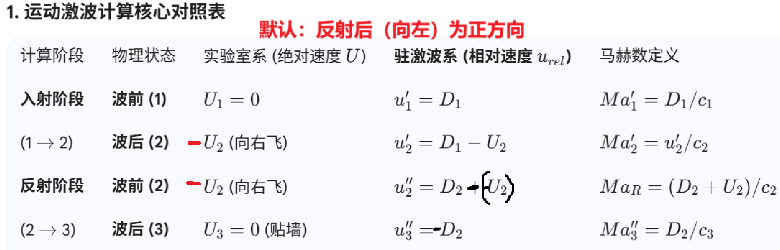 1. 运动激波计算核心对照表
默认：反射后（向左）为正方向
计算阶段 物理状态 实验室系 (绝对速度 U) 驻激波系 (相对速度 u_{rel}) 马赫数定义
入射阶段 波前 (1) U_1 = 0 u'_1 = D_1 Ma'_1 = D_1/c_1
(1 → 2) 波后 (2) -U_2 (向右飞) u'_2 = D_1 − U_2 Ma'_2 = u'_2/c_2
反射阶段 波前 (2) -U_2 (向右飞) u''_2 = D_2 -(-U_2) Ma_R = (D_2 + U_2)/c_2
(2 → 3) 波后 (3) U_3 = 0 (贴墙) u''_3 = -D_2 Ma''_3 = D_2/c_3